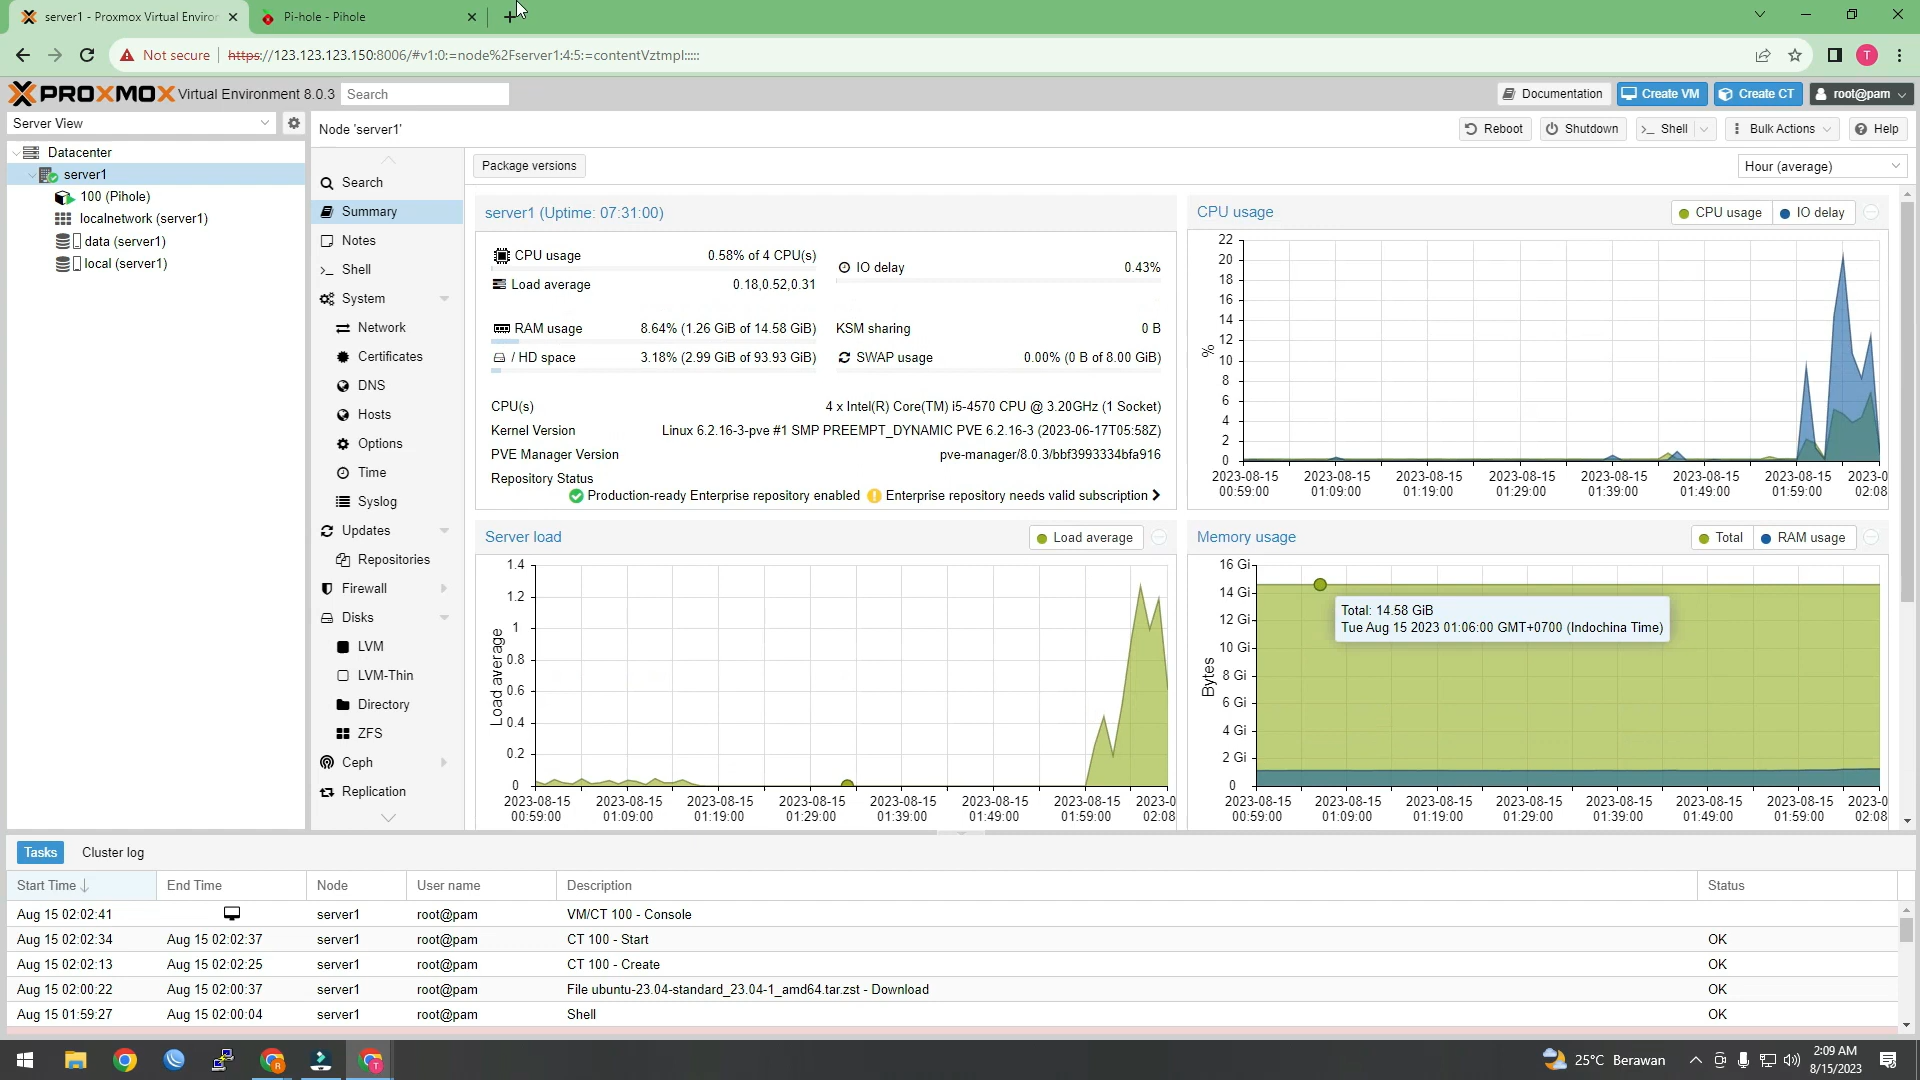 server1 - Proxmox Virtual Enviror
Pi-hole - Pihole
Not secure
https://123.123.123.150:8006/#v1:0:=node%2Fserver1:4:5:=contentVztmpl:::::
T
PROXMOX Virtual Environment 8.0.3
Search
Documentation
Create VM
Create CT
root@pam
Server View
Node 'server1'
Reboot
Shutdown
Shell
Bulk Actions
Help
Datacenter
server1
100 (Pihole)
localnetwork (server1)
data (server1)
local (server1)
Search
Summary
Notes
Shell
System
Network
Certificates
DNS
Hosts
Options
Time
Syslog
Updates
Repositories
Firewall
Disks
LVM
LVM-Thin
Directory
ZFS
Ceph
Replication
Package versions
Hour (average)
server1 (Uptime: 07:31:00)
CPU usage 0.58% of 4 CPU(s)
IO delay 0.43%
Load average 0.18,0.52,0.31
RAM usage 8.64% (1.26 GiB of 14.58 GiB)
KSM sharing 0 B
/ HD space 3.18% (2.99 GiB of 93.93 GiB)
SWAP usage 0.00% (0 B of 8.00 GiB)
CPU(s) 4 x Intel(R) Core(TM) i5-4570 CPU @ 3.20GHz (1 Socket)
Kernel Version Linux 6.2.16-3-pve #1 SMP PREEMPT_DYNAMIC PVE 6.2.16-3 (2023-06-17T05:58Z)
PVE Manager Version pve-manager/8.0.3/bbf3993334bfa916
Repository Status
Production-ready Enterprise repository enabled Enterprise repository needs valid subscription
CPU usage
CPU usage IO delay
22
20
18
16
14
12
10
8
6
4
2
0
%
2023-08-15 2023-08-15 2023-08-15 2023-08-15 2023-08-15 2023-08-15 2023-08-15 2023-0
00:59:00 01:09:00 01:19:00 01:29:00 01:39:00 01:49:00 01:59:00 02:08
Server load
Load average
1.4
1.2
1
0.8
0.6
0.4
0.2
0
Load average
2023-08-15 2023-08-15 2023-08-15 2023-08-15 2023-08-15 2023-08-15 2023-08-15 2023-0
00:59:00 01:09:00 01:19:00 01:29:00 01:39:00 01:49:00 01:59:00 02:08
Memory usage
Total RAM usage
16 Gi
14 Gi
12 Gi
10 Gi
8 Gi
6 Gi
4 Gi
2 Gi
0
Bytes
Total: 14.58 GiB
Tue Aug 15 2023 01:06:00 GMT+0700 (Indochina Time)
2023-08-15 2023-08-15 2023-08-15 2023-08-15 2023-08-15 2023-08-15 2023-08-15 2023-0
00:59:00 01:09:00 01:19:00 01:29:00 01:39:00 01:49:00 01:59:00 02:08
Tasks Cluster log
Start Time End Time Node User name Description Status
Aug 15 02:02:41 server1 root@pam VM/CT 100 - Console
Aug 15 02:02:34 Aug 15 02:02:37 server1 root@pam CT 100 - Start OK
Aug 15 02:02:13 Aug 15 02:02:25 server1 root@pam CT 100 - Create OK
Aug 15 02:00:22 Aug 15 02:00:37 server1 root@pam File ubuntu-23.04-standard_23.04-1_amd64.tar.zst - Download OK
Aug 15 01:59:27 Aug 15 02:00:04 server1 root@pam Shell OK
25°C Berawan
2:09 AM
8/15/2023